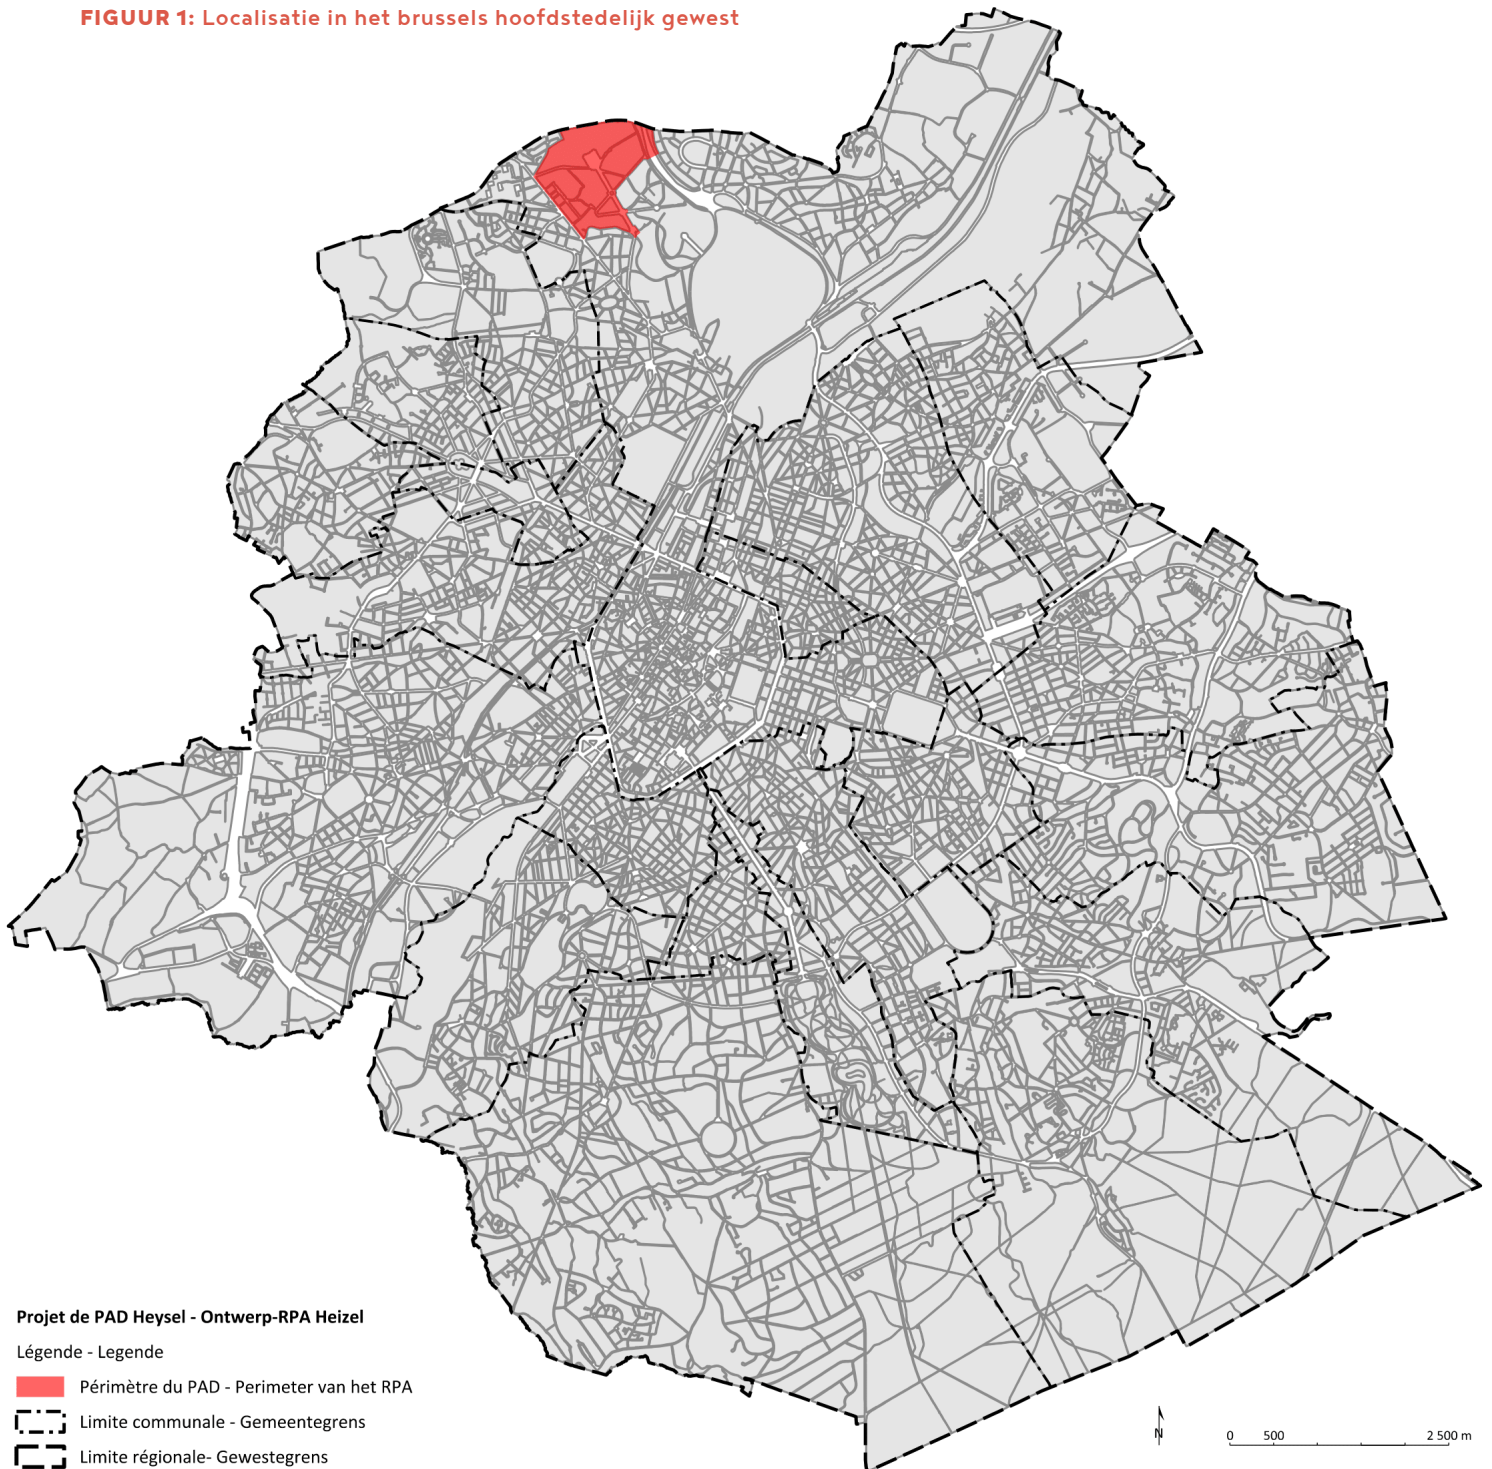 FIGUUR 1: Localisatie in het brussels hoofdstedelijk gewest
Projet de PAD Heysel - Ontwerp-RPA Heizel
Légende - Legende
Périmètre du PAD - Perimeter van het RPA
Limite communale - Gemeentegrens
Limite régionale- Gewestegrens
N
0 500 2 500 m